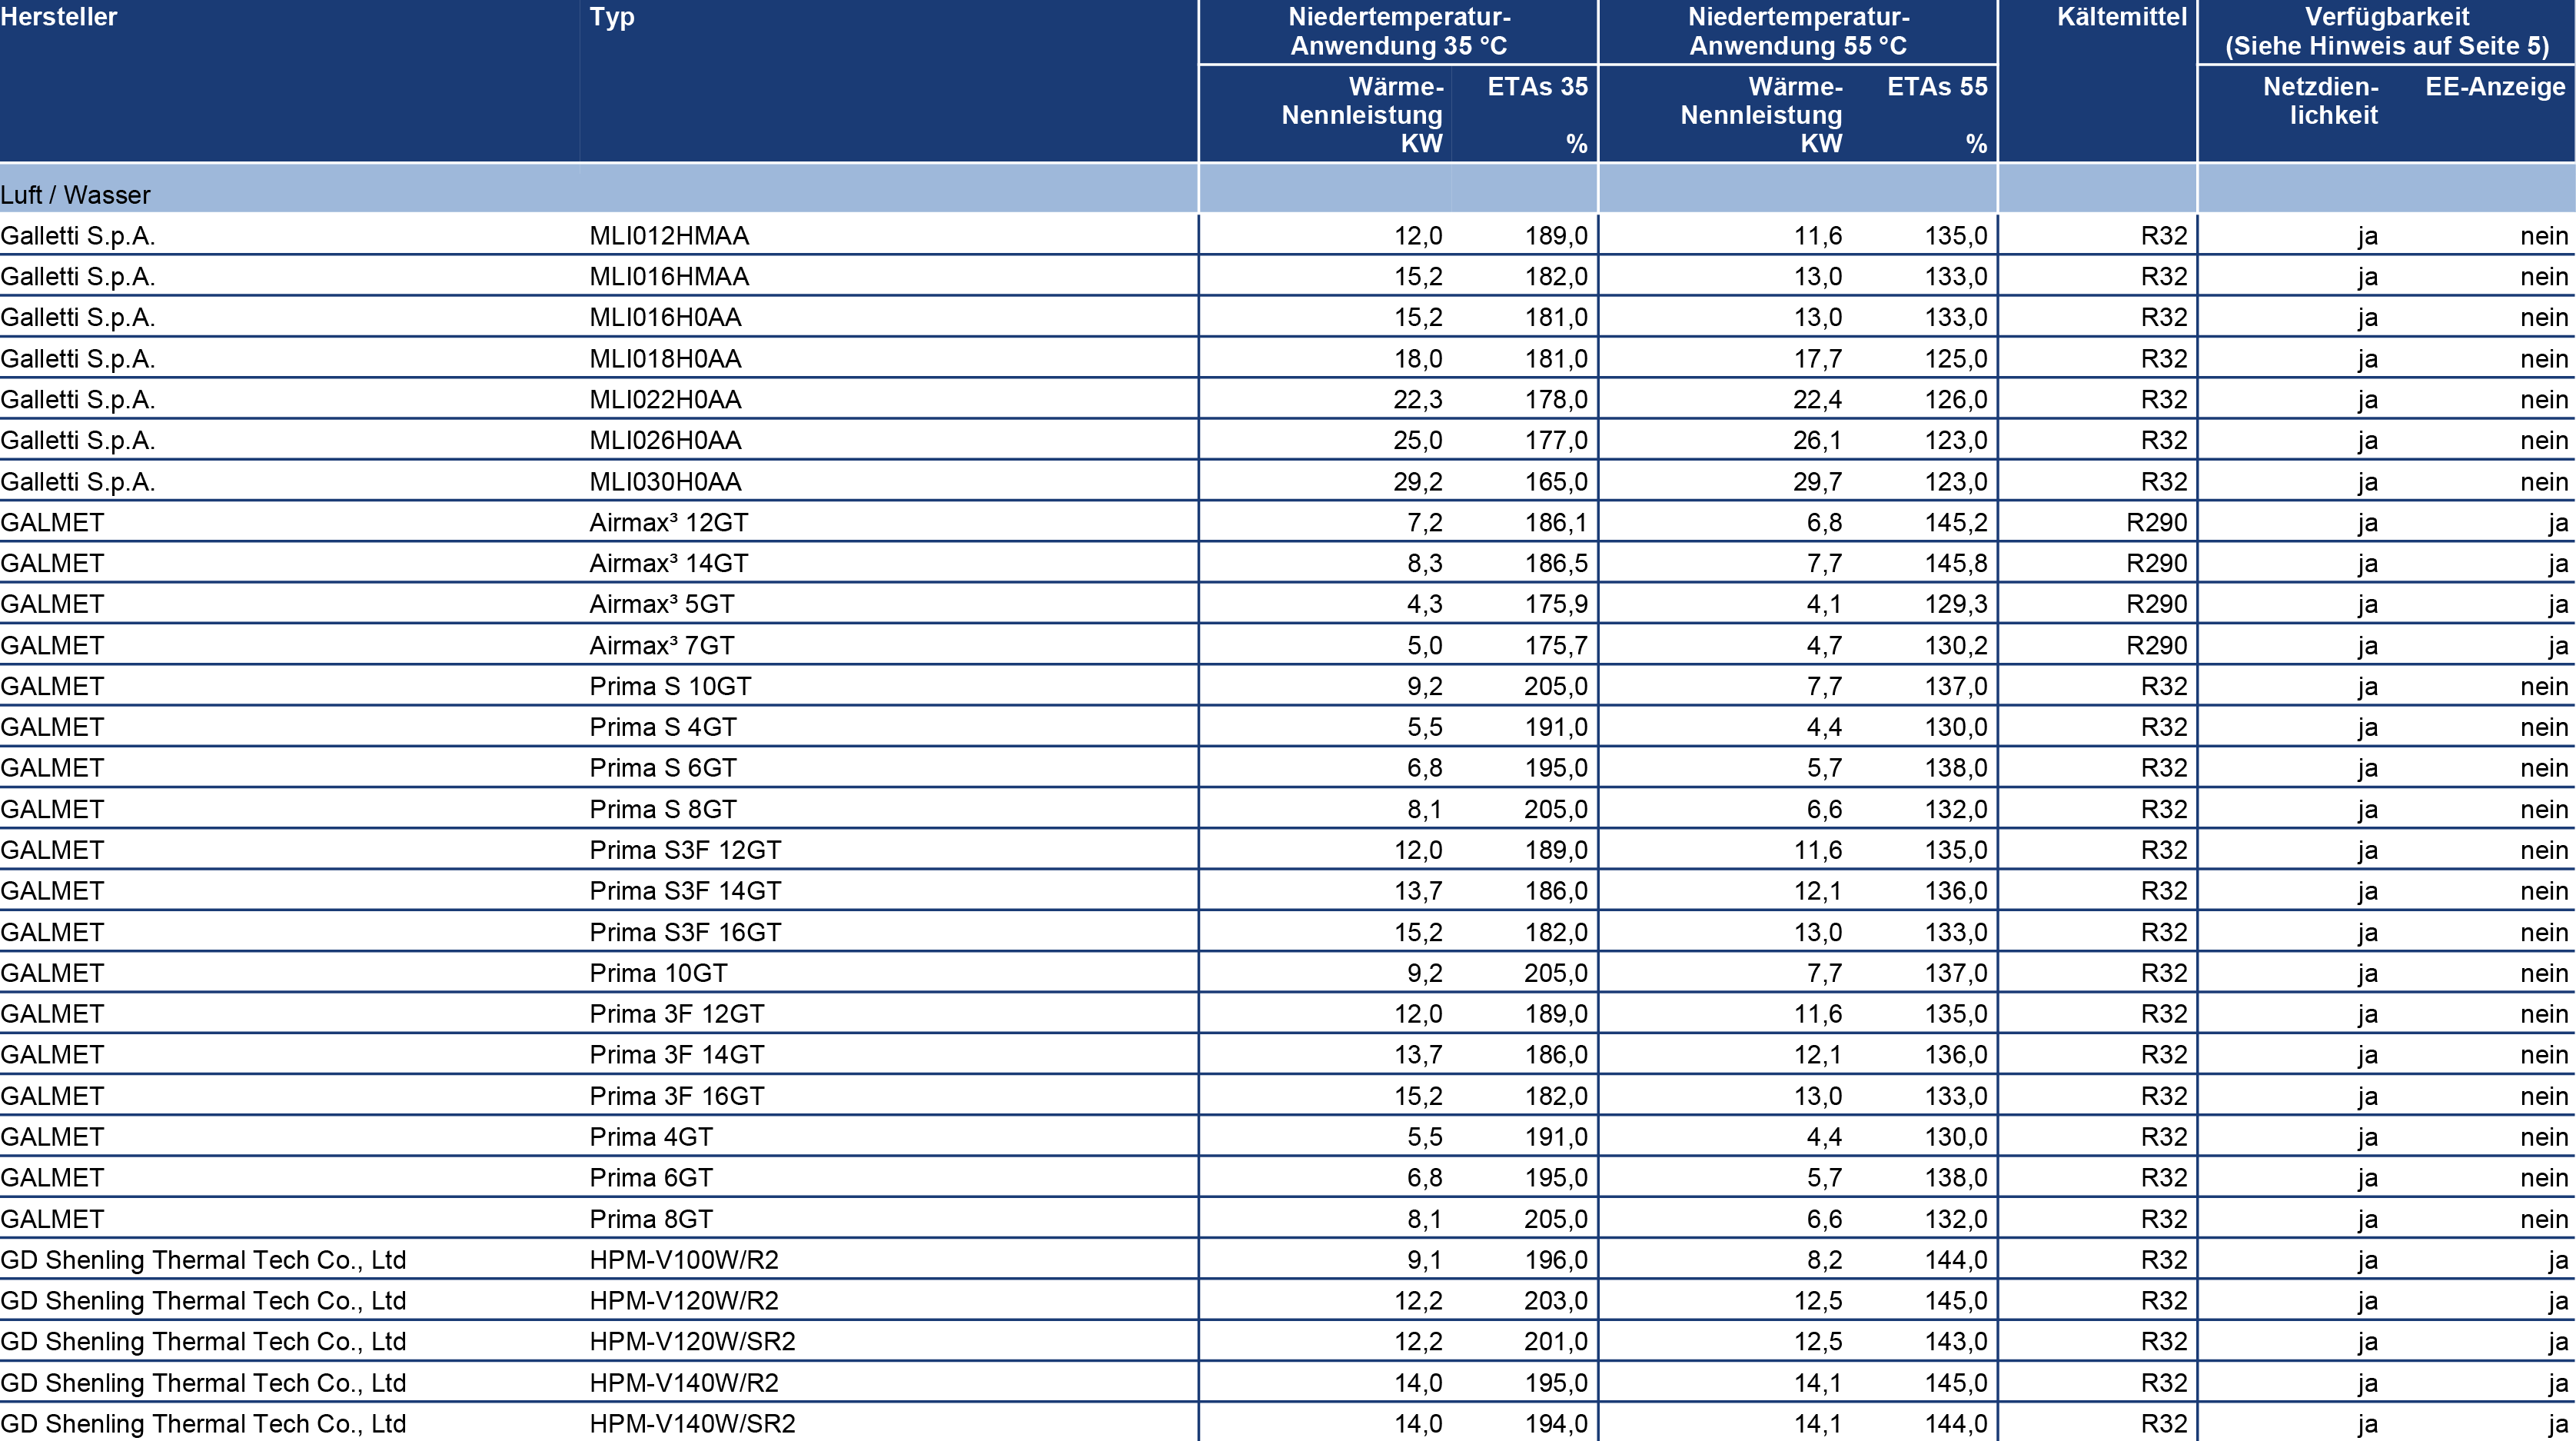 Hersteller Typ Niedertemperatur- Niedertemperatur- Kältemittel Verfügbarkeit
Anwendung 35 °C Anwendung 55 °C (Siehe Hinweis auf Seite 5)
Wärme- ETAs 35 Wärme- ETAs 55 Netzdien- EE-Anzeige
Nennleistung Nennleistung lichkeit
KW % KW %
Luft / Wasser
Galletti S.p.A. MLI012HMAA 12,0 189,0 11,6 135,0 R32 ja nein
Galletti S.p.A. MLI016HMAA 15,2 182,0 13,0 133,0 R32 ja nein
Galletti S.p.A. MLI016H0AA 15,2 181,0 13,0 133,0 R32 ja nein
Galletti S.p.A. MLI018H0AA 18,0 181,0 17,7 125,0 R32 ja nein
Galletti S.p.A. MLI022H0AA 22,3 178,0 22,4 126,0 R32 ja nein
Galletti S.p.A. MLI026H0AA 25,0 177,0 26,1 123,0 R32 ja nein
Galletti S.p.A. MLI030H0AA 29,2 165,0 29,7 123,0 R32 ja nein
GALMET Airmax³ 12GT 7,2 186,1 6,8 145,2 R290 ja ja
GALMET Airmax³ 14GT 8,3 186,5 7,7 145,8 R290 ja ja
GALMET Airmax³ 5GT 4,3 175,9 4,1 129,3 R290 ja ja
GALMET Airmax³ 7GT 5,0 175,7 4,7 130,2 R290 ja ja
GALMET Prima S 10GT 9,2 205,0 7,7 137,0 R32 ja nein
GALMET Prima S 4GT 5,5 191,0 4,4 130,0 R32 ja nein
GALMET Prima S 6GT 6,8 195,0 5,7 138,0 R32 ja nein
GALMET Prima S 8GT 8,1 205,0 6,6 132,0 R32 ja nein
GALMET Prima S3F 12GT 12,0 189,0 11,6 135,0 R32 ja nein
GALMET Prima S3F 14GT 13,7 186,0 12,1 136,0 R32 ja nein
GALMET Prima S3F 16GT 15,2 182,0 13,0 133,0 R32 ja nein
GALMET Prima 10GT 9,2 205,0 7,7 137,0 R32 ja nein
GALMET Prima 3F 12GT 12,0 189,0 11,6 135,0 R32 ja nein
GALMET Prima 3F 14GT 13,7 186,0 12,1 136,0 R32 ja nein
GALMET Prima 3F 16GT 15,2 182,0 13,0 133,0 R32 ja nein
GALMET Prima 4GT 5,5 191,0 4,4 130,0 R32 ja nein
GALMET Prima 6GT 6,8 195,0 5,7 138,0 R32 ja nein
GALMET Prima 8GT 8,1 205,0 6,6 132,0 R32 ja nein
GD Shenling Thermal Tech Co., Ltd HPM-V100W/R2 9,1 196,0 8,2 144,0 R32 ja ja
GD Shenling Thermal Tech Co., Ltd HPM-V120W/R2 12,2 203,0 12,5 145,0 R32 ja ja
GD Shenling Thermal Tech Co., Ltd HPM-V120W/SR2 12,2 201,0 12,5 143,0 R32 ja ja
GD Shenling Thermal Tech Co., Ltd HPM-V140W/R2 14,0 195,0 14,1 145,0 R32 ja ja
GD Shenling Thermal Tech Co., Ltd HPM-V140W/SR2 14,0 194,0 14,1 144,0 R32 ja ja